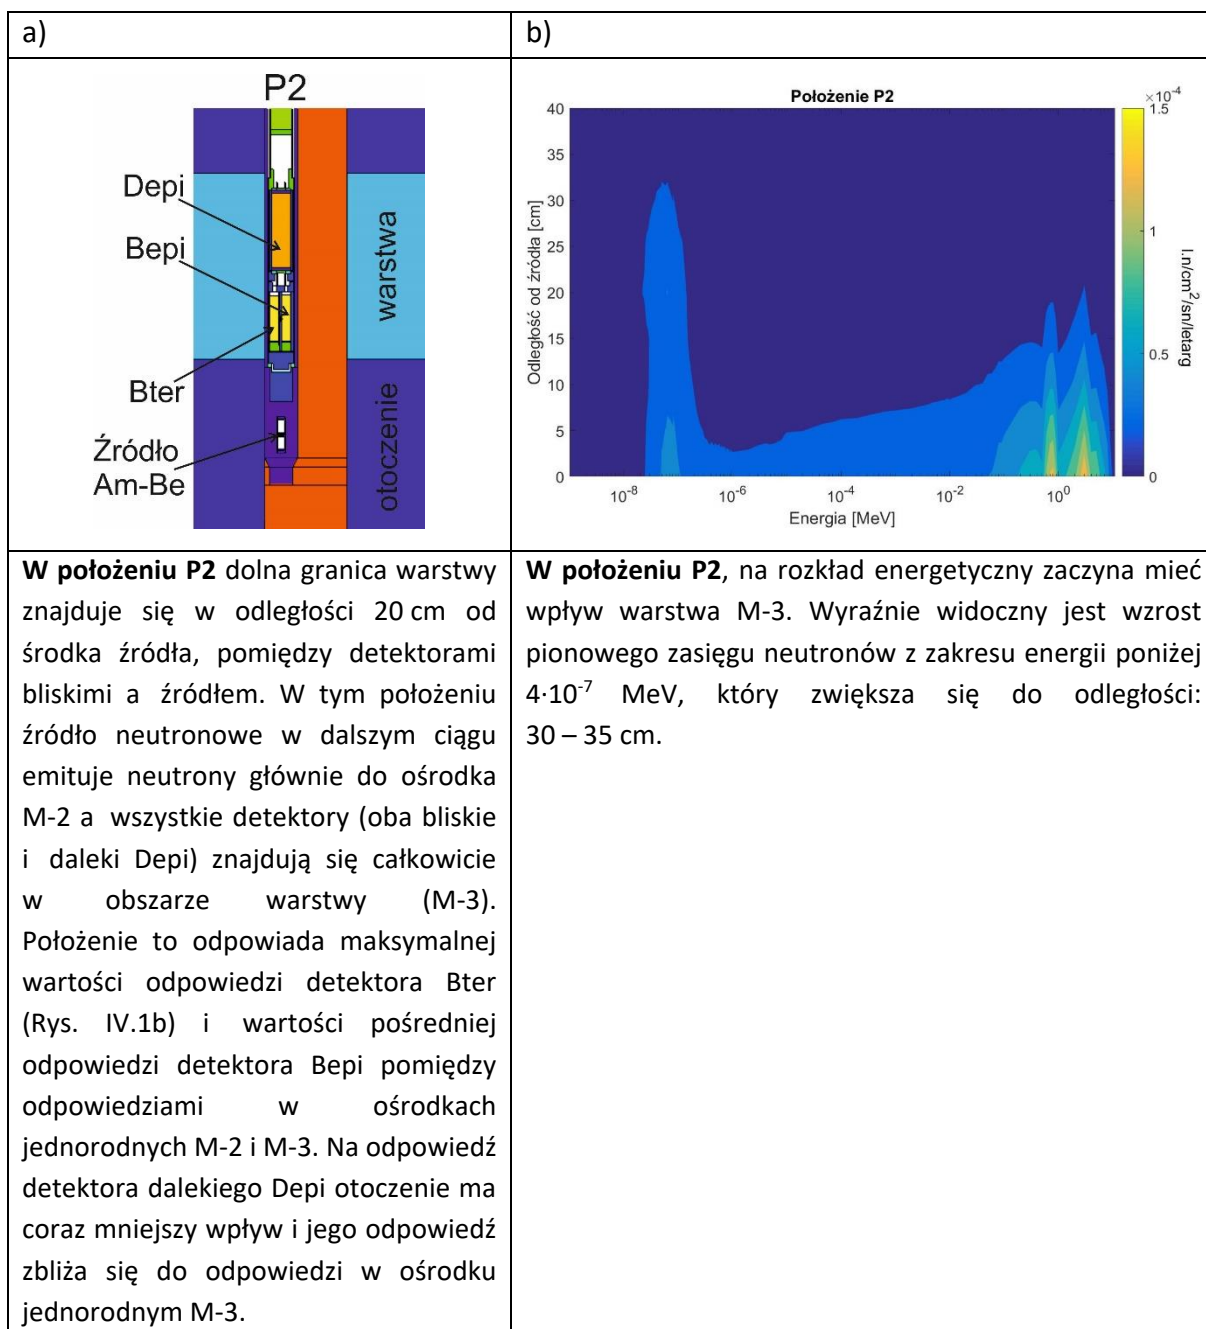 a)
b)
P2
Depi
Bepi
Bter
Źródło
Am-Be
warstwa
otoczenie
Położenie P2
×10-4
Odległość od źródła [cm]
40
35
30
25
20
15
10
5
0
10-8
10-6
10-4
10-2
100
Energia [MeV]
1.5
1
0.5
0
l.n/cm2/sn/letarg
W położeniu P2 dolna granica warstwy
znajduje się w odległości 20 cm od
środka źródła, pomiędzy detektorami
bliskimi a źródłem. W tym położeniu
źródło neutronowe w dalszym ciągu
emituje neutrony głównie do ośrodka
M-2 a wszystkie detektory (oba bliskie
i daleki Depi) znajdują się całkowicie
w obszarze warstwy (M-3).
Położenie to odpowiada maksymalnej
wartości odpowiedzi detektora Bter
(Rys. IV.1b) i wartości pośredniej
odpowiedzi detektora Bepi pomiędzy
odpowiedziami w ośrodkach
jednorodnych M-2 i M-3. Na odpowiedź
detektora dalekiego Depi otoczenie ma
coraz mniejszy wpływ i jego odpowiedź
zbliża się do odpowiedzi w ośrodku
jednorodnym M-3.
W położeniu P2, na rozkład energetyczny zaczyna mieć
wpływ warstwa M-3. Wyraźnie widoczny jest wzrost
pionowego zasięgu neutronów z zakresu energii poniżej
4·10-7 MeV, który zwiększa się do odległości:
30 – 35 cm.